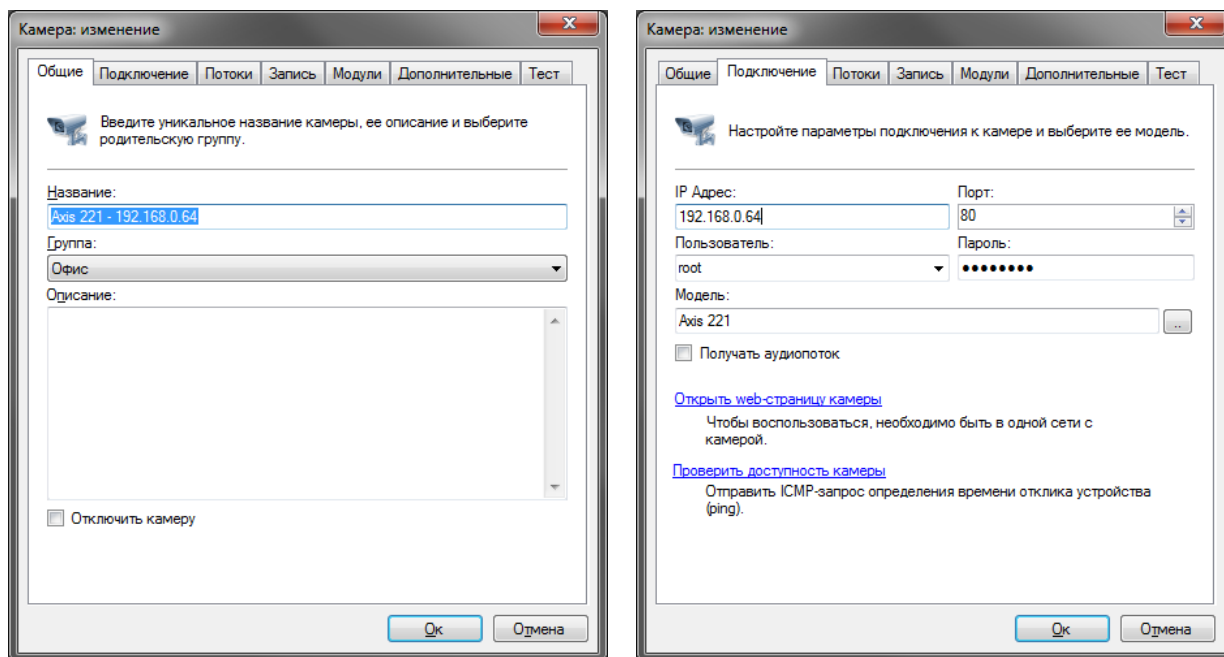 Камера: изменение
Общие Подключение Потоки Запись Модули Дополнительные Тест
Введите уникальное название камеры, ее описание и выберите
родительскую группу.
Название:
Axis 221 - 192.168.0.64
Группа:
Офис
Описание:
Отключить камеру
Ок Отмена
Камера: изменение
Общие Подключение Потоки Запись Модули Дополнительные Тест
Настройте параметры подключения к камере и выберите ее модель.
IP Адрес: Порт:
192.168.0.64 80
Пользователь: Пароль:
root ●●●●●●●●
Модель:
Axis 221 ..
Получать аудиопоток
Открыть web-страницу камеры
Чтобы воспользоваться, необходимо быть в одной сети с
камерой.
Проверить доступность камеры
Отправить ICMP-запрос определения времени отклика устройства
(ping).
Ок Отмена